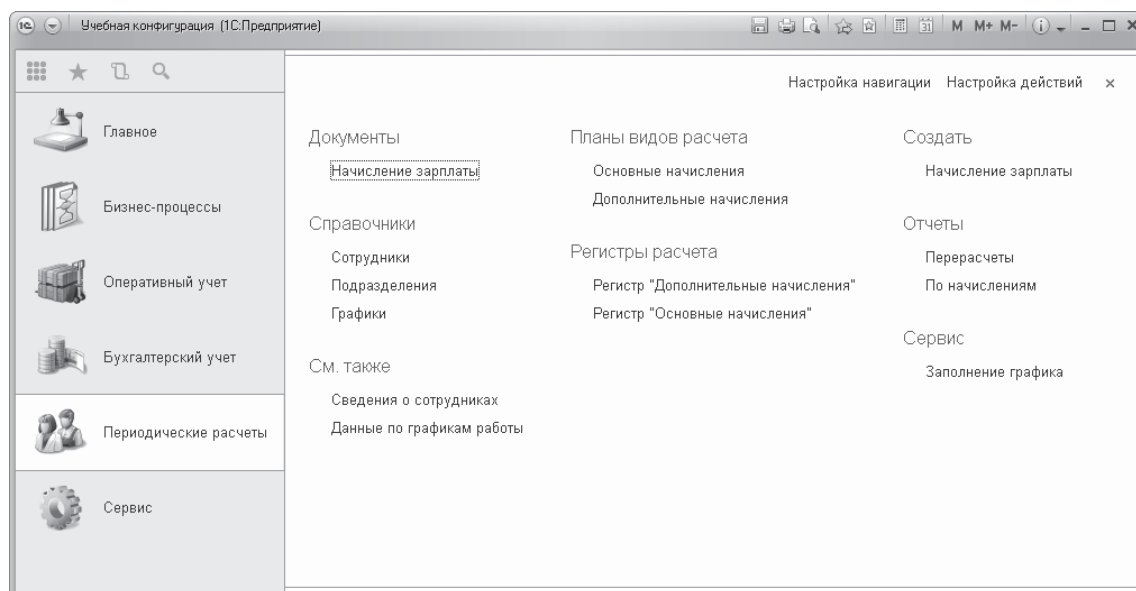 1С Учебная конфигурация (1С:Предприятие) 31 M M+ M-
Настройка навигации Настройка действий
Главное
Бизнес-процессы
Оперативный учет
Бухгалтерский учет
Периодические расчеты
Сервис
Документы
Начисление зарплаты
Справочники
Сотрудники
Подразделения
Графики
См. также
Сведения о сотрудниках
Данные по графикам работы
Планы видов расчета
Основные начисления
Дополнительные начисления
Регистры расчета
Регистр "Дополнительные начисления"
Регистр "Основные начисления"
Создать
Начисление зарплаты
Отчеты
Перерасчеты
По начислениям
Сервис
Заполнение графика